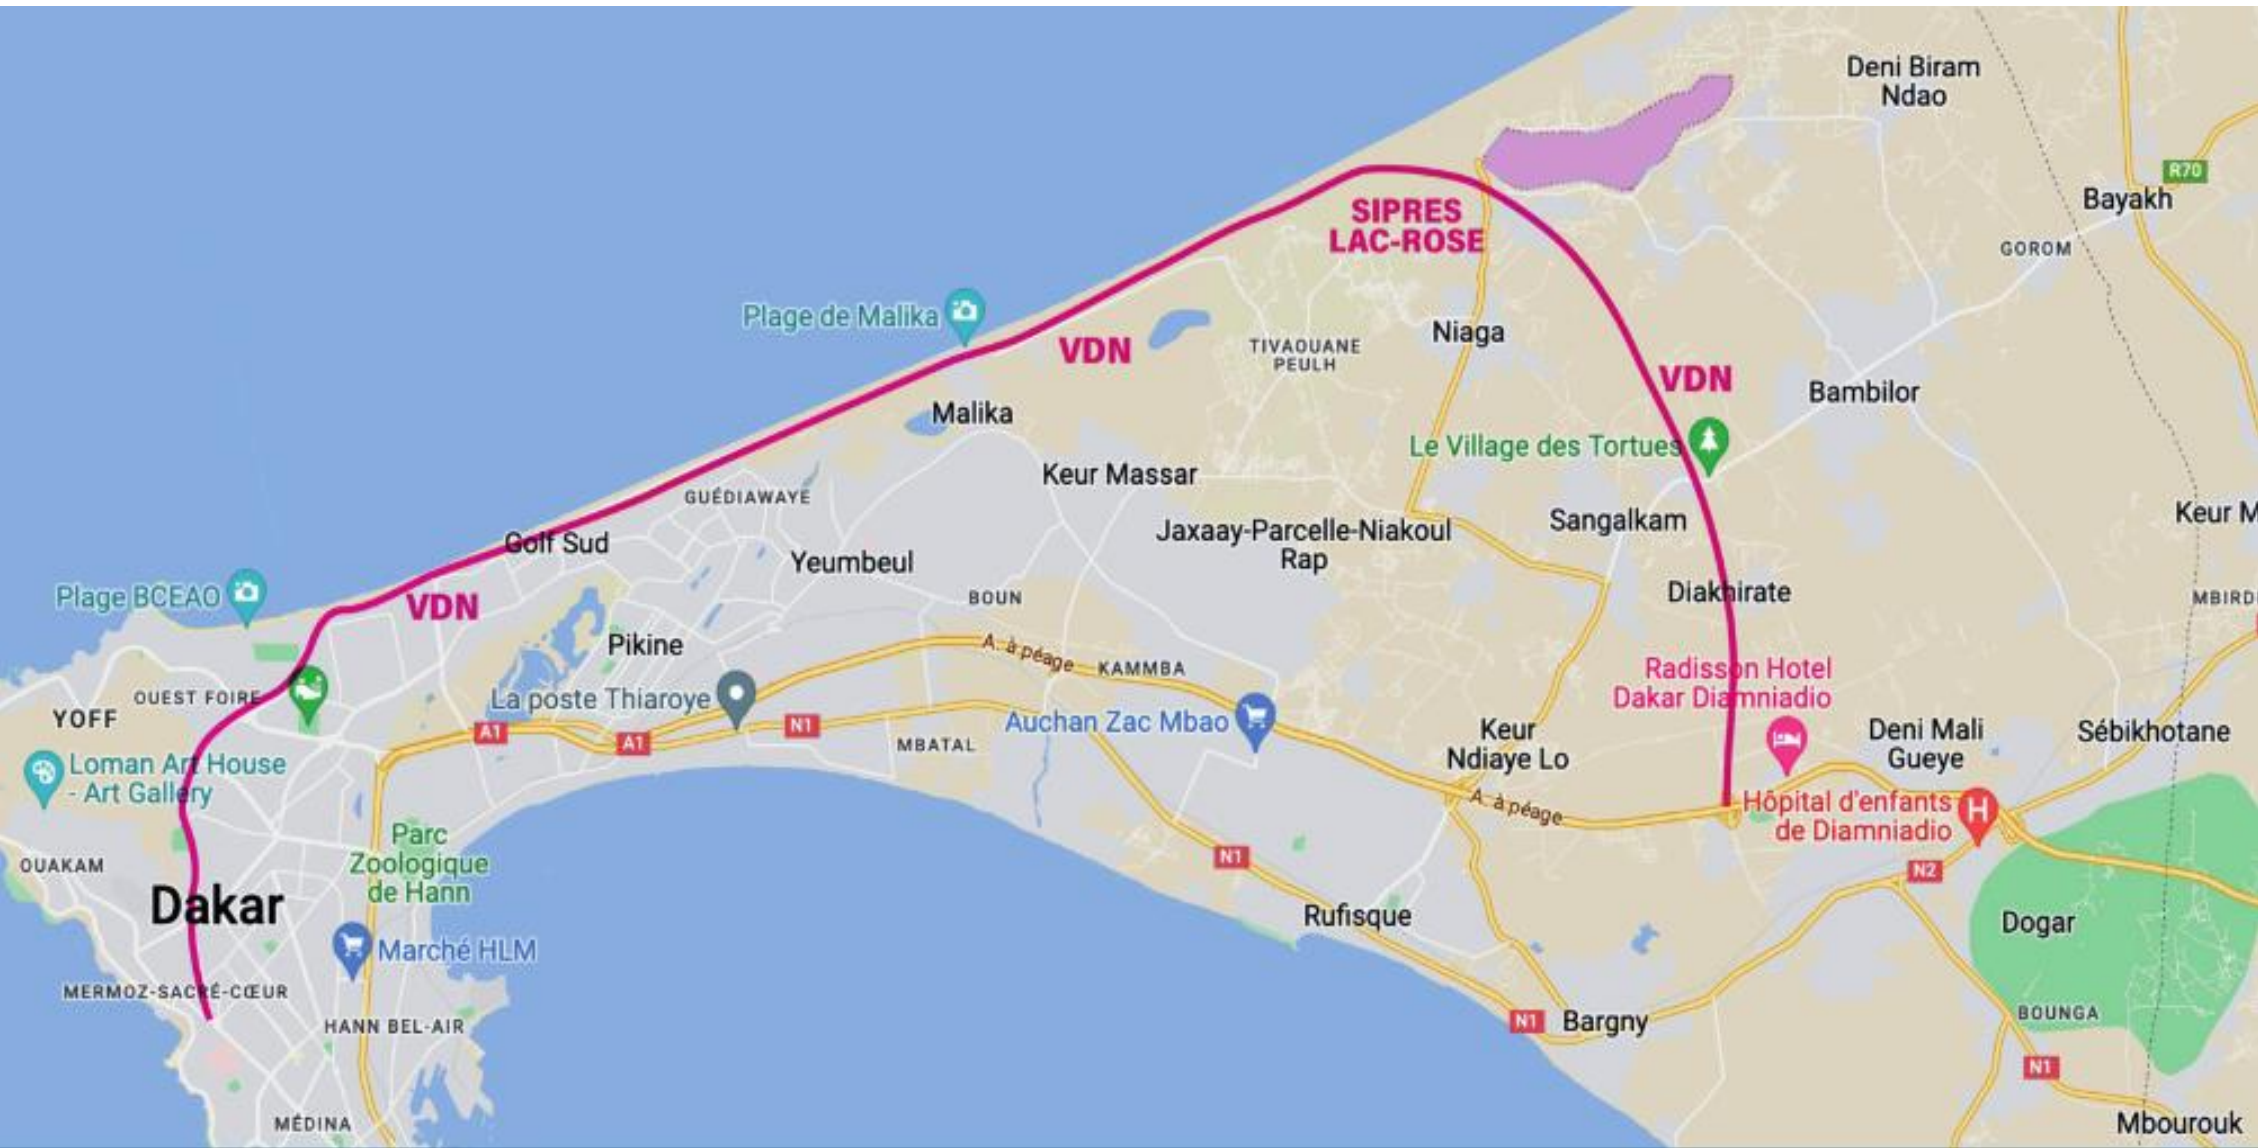 Deni Biram
Ndao
R70
Bayakh
GOROM
SIPRES
LAC-ROSE
Plage de Malika
VDN
TIVAOUANE
PEULH
Niaga
VDN
Bambilor
Malika
Le Village des Tortues
Keur Massar
GUÉDIAWAYE
Keur M
Sangalkam
Jaxaay-Parcelle-Niakoul
Rap
Golf Sud
Yeumbeul
Plage BCEAO
VDN
BOUN
Diakhirate
MBIRD
Pikine
A. à péage
KAMMBA
Radisson Hotel
Dakar Diamniadio
OUEST FOIRE
YOFF
La poste Thiaroye
A1
A1
N1
Auchan Zac Mbao
MBATAL
Keur
Ndiaye Lo
Deni Mali
Gueye
Sébikhotane
Loman Art House
- Art Gallery
A. à péage
Hôpital d'enfants
de Diamniadio
H
Parc
Zoologique
de Hann
OUAKAM
N1
N2
Dakar
Rufisque
Dogar
Marché HLM
MERMOZ-SACRÉ-CŒUR
HANN BEL-AIR
N1
Bargny
BOUNGA
N1
MÉDINA
Mbourouk